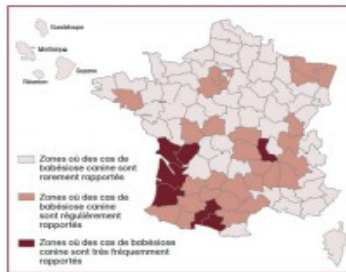 Guadeloupe
Martinique
Guyane
Réunion
Zones où des cas de
babésiose canine sont
rarement rapportés
Zones où des cas de
babésiose canine
sont régulièrement
rapportés
Zones où des cas de babésiose
canine sont très fréquemment
rapportés